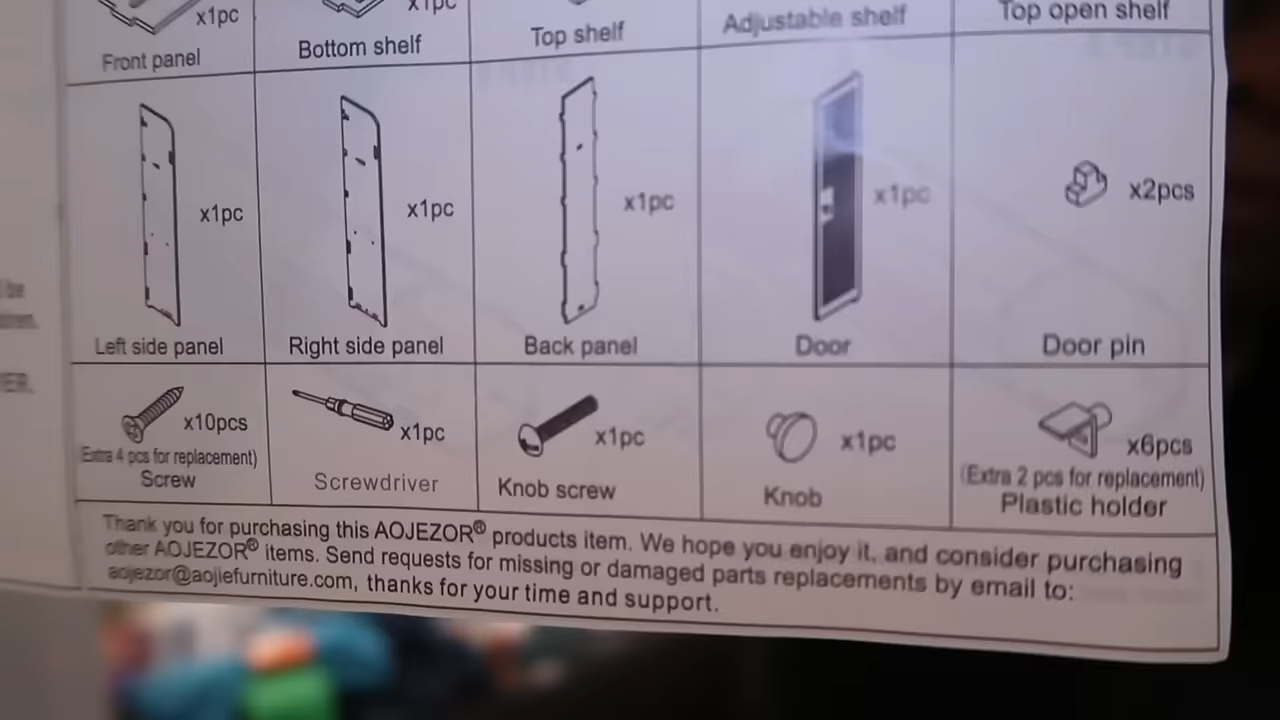 x1pc
x1pc
Front panel
Bottom shelf
Top shelf
Adjustable shelf
Top open shelf
x1pc
x1pc
x1pc
x1pc
x2pcs
Left side panel
Right side panel
Back panel
Door
Door pin
x10pcs
(Extra 4 pcs for replacement)
Screw
x1pc
Screwdriver
x1pc
Knob screw
x1pc
Knob
x6pcs
(Extra 2 pcs for replacement)
Plastic holder
Thank you for purchasing this AOJEZOR® products item. We hope you enjoy it, and consider purchasing
other AOJEZOR® items. Send requests for missing or damaged parts replacements by email to:
aojezor@aojiefurniture.com, thanks for your time and support.